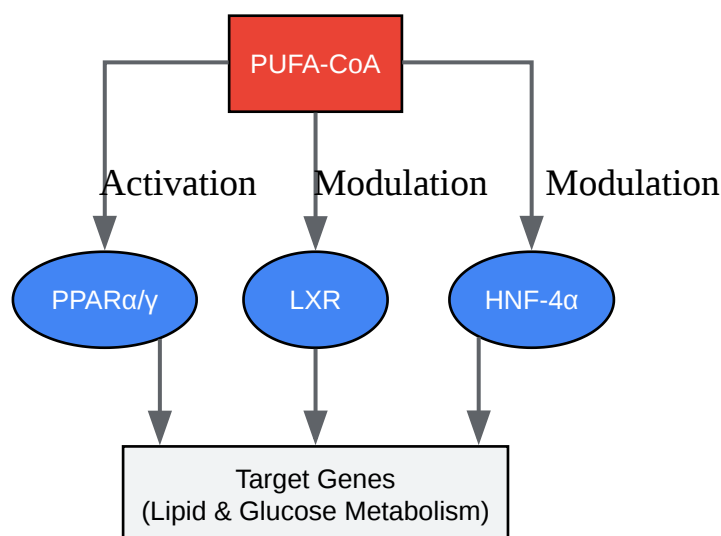 PUFA-CoA
Activation
Modulation
Modulation
PPARα/γ
LXR
HNF-4α
Target Genes
(Lipid & Glucose Metabolism)